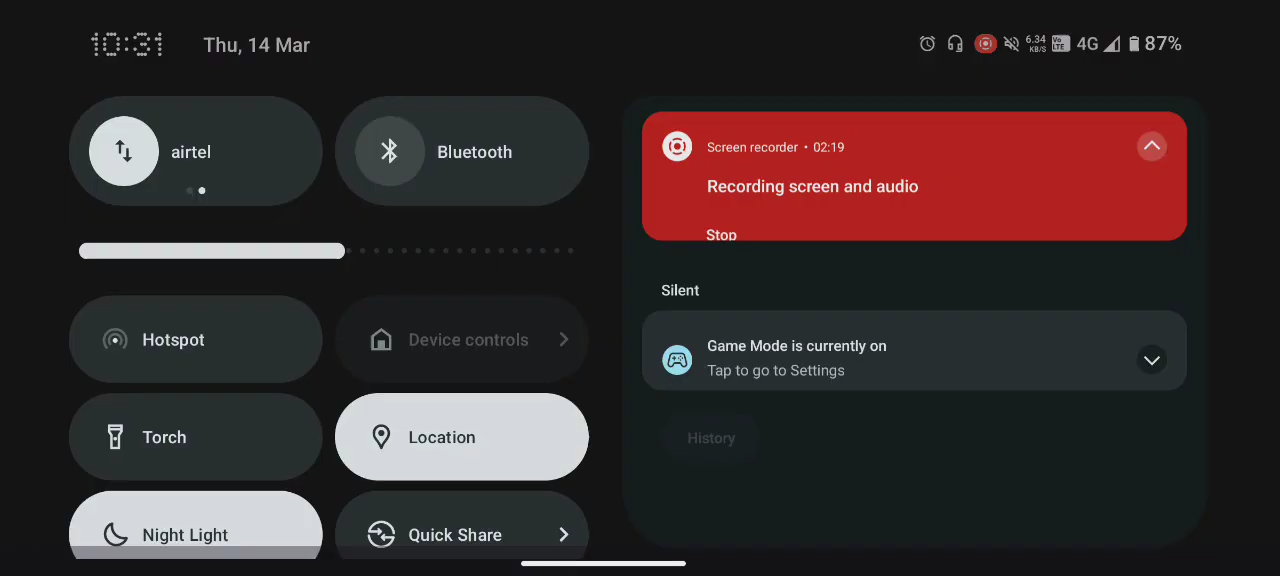 10:31
Thu, 14 Mar
6.34
KB/S
Vo
LTE
4G
87%
airtel
Bluetooth
Screen recorder • 02:19
Recording screen and audio
Stop
Silent
Hotspot
Device controls
Game Mode is currently on
Tap to go to Settings
Torch
Location
History
Night Light
Quick Share